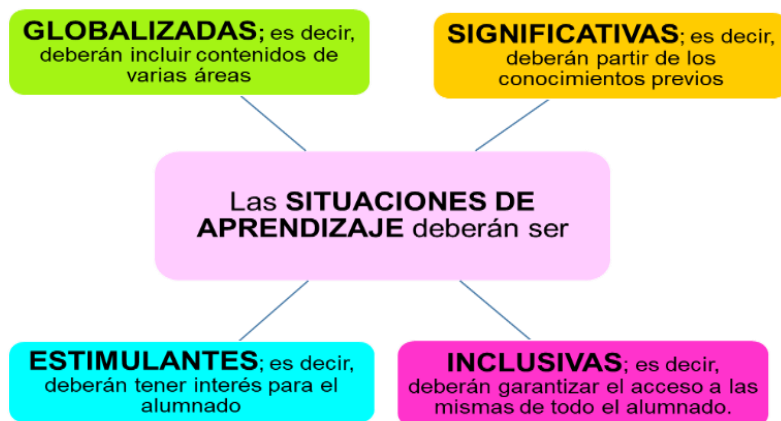 GLOBALIZADAS; es decir,
deberán incluir contenidos de
varias áreas
SIGNIFICATIVAS; es decir,
deberán partir de los
conocimientos previos
Las SITUACIONES DE
APRENDIZAJE deberán ser
ESTIMULANTES; es decir,
deberán tener interés para el
alumnado
INCLUSIVAS; es decir,
deberán garantizar el acceso a las
mismas de todo el alumnado.